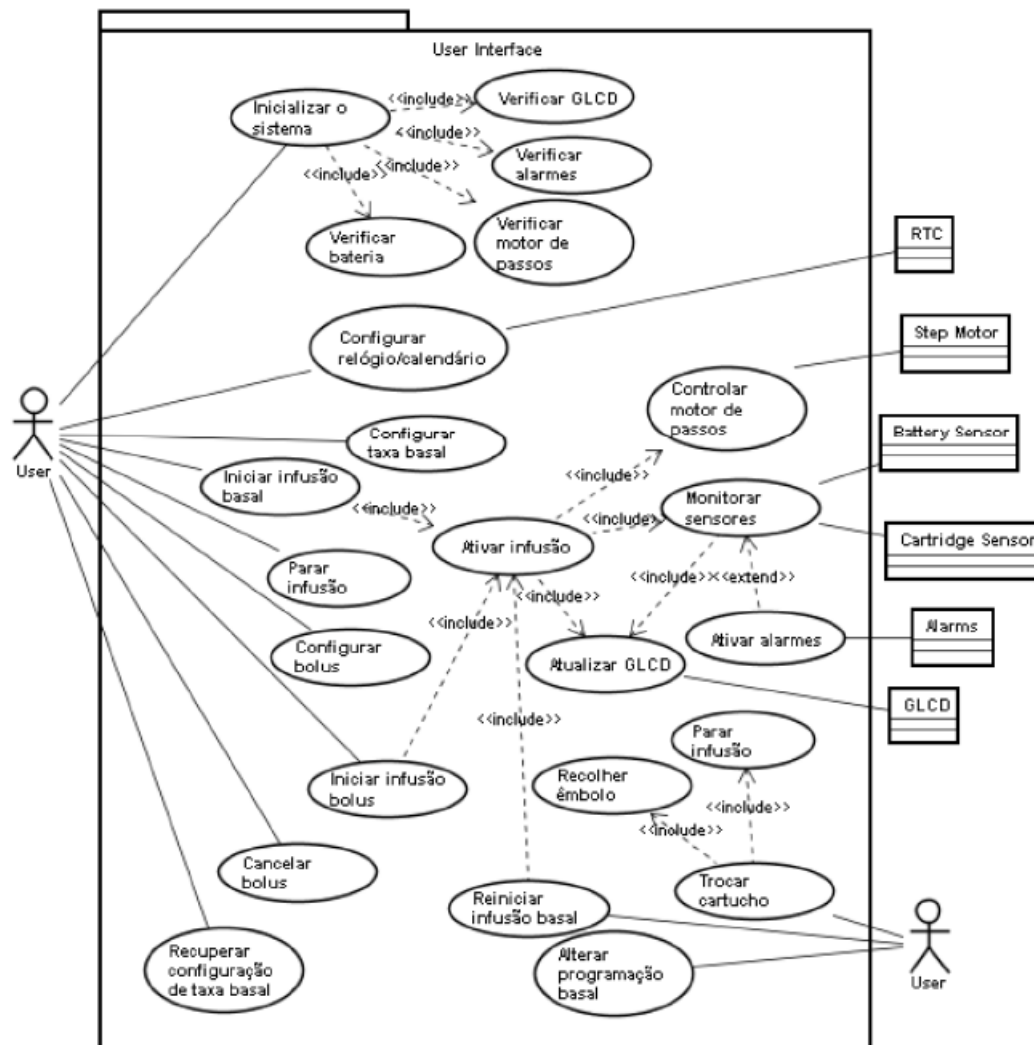 User Interface
Inicializar o
sistema
<<include>>
Verificar GLCD
<<include>>
Verificar
alarmes
<<include>>
<<include>>
Verificar
bateria
Verificar
motor de
passos
RTC
Configurar
relógio/calendário
Step Motor
Controlar
motor de
passos
User
Configurar
taxa basal
Battery Sensor
Iniciar infusão
basal
<<include>>
<<include>>
Monitorar
sensores
<<include>>
Ativar infusão
Cartridge Sensor
Parar
infusão
<<include>>
<<include>>
<<extend>>
<<include>>
Ativar alarmes
Alarms
Configurar
bolus
Atualizar GLCD
GLCD
<<include>>
Parar
infusão
Iniciar infusão
bolus
Recolher
êmbolo
<<include>>
<<include>>
Cancelar
bolus
Trocar
cartucho
Reiniciar
infusão basal
Recuperar
configuração
de taxa basal
Alterar
programação
basal
User